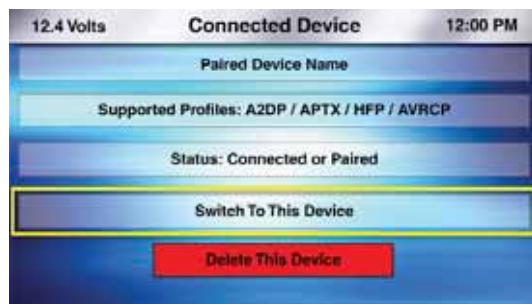 12.4 Volts Connected Device 12:00 PM
Paired Device Name
Supported Profiles: A2DP / APTX / HFP / AVRCP
Status: Connected or Paired
Switch To This Device
Delete This Device